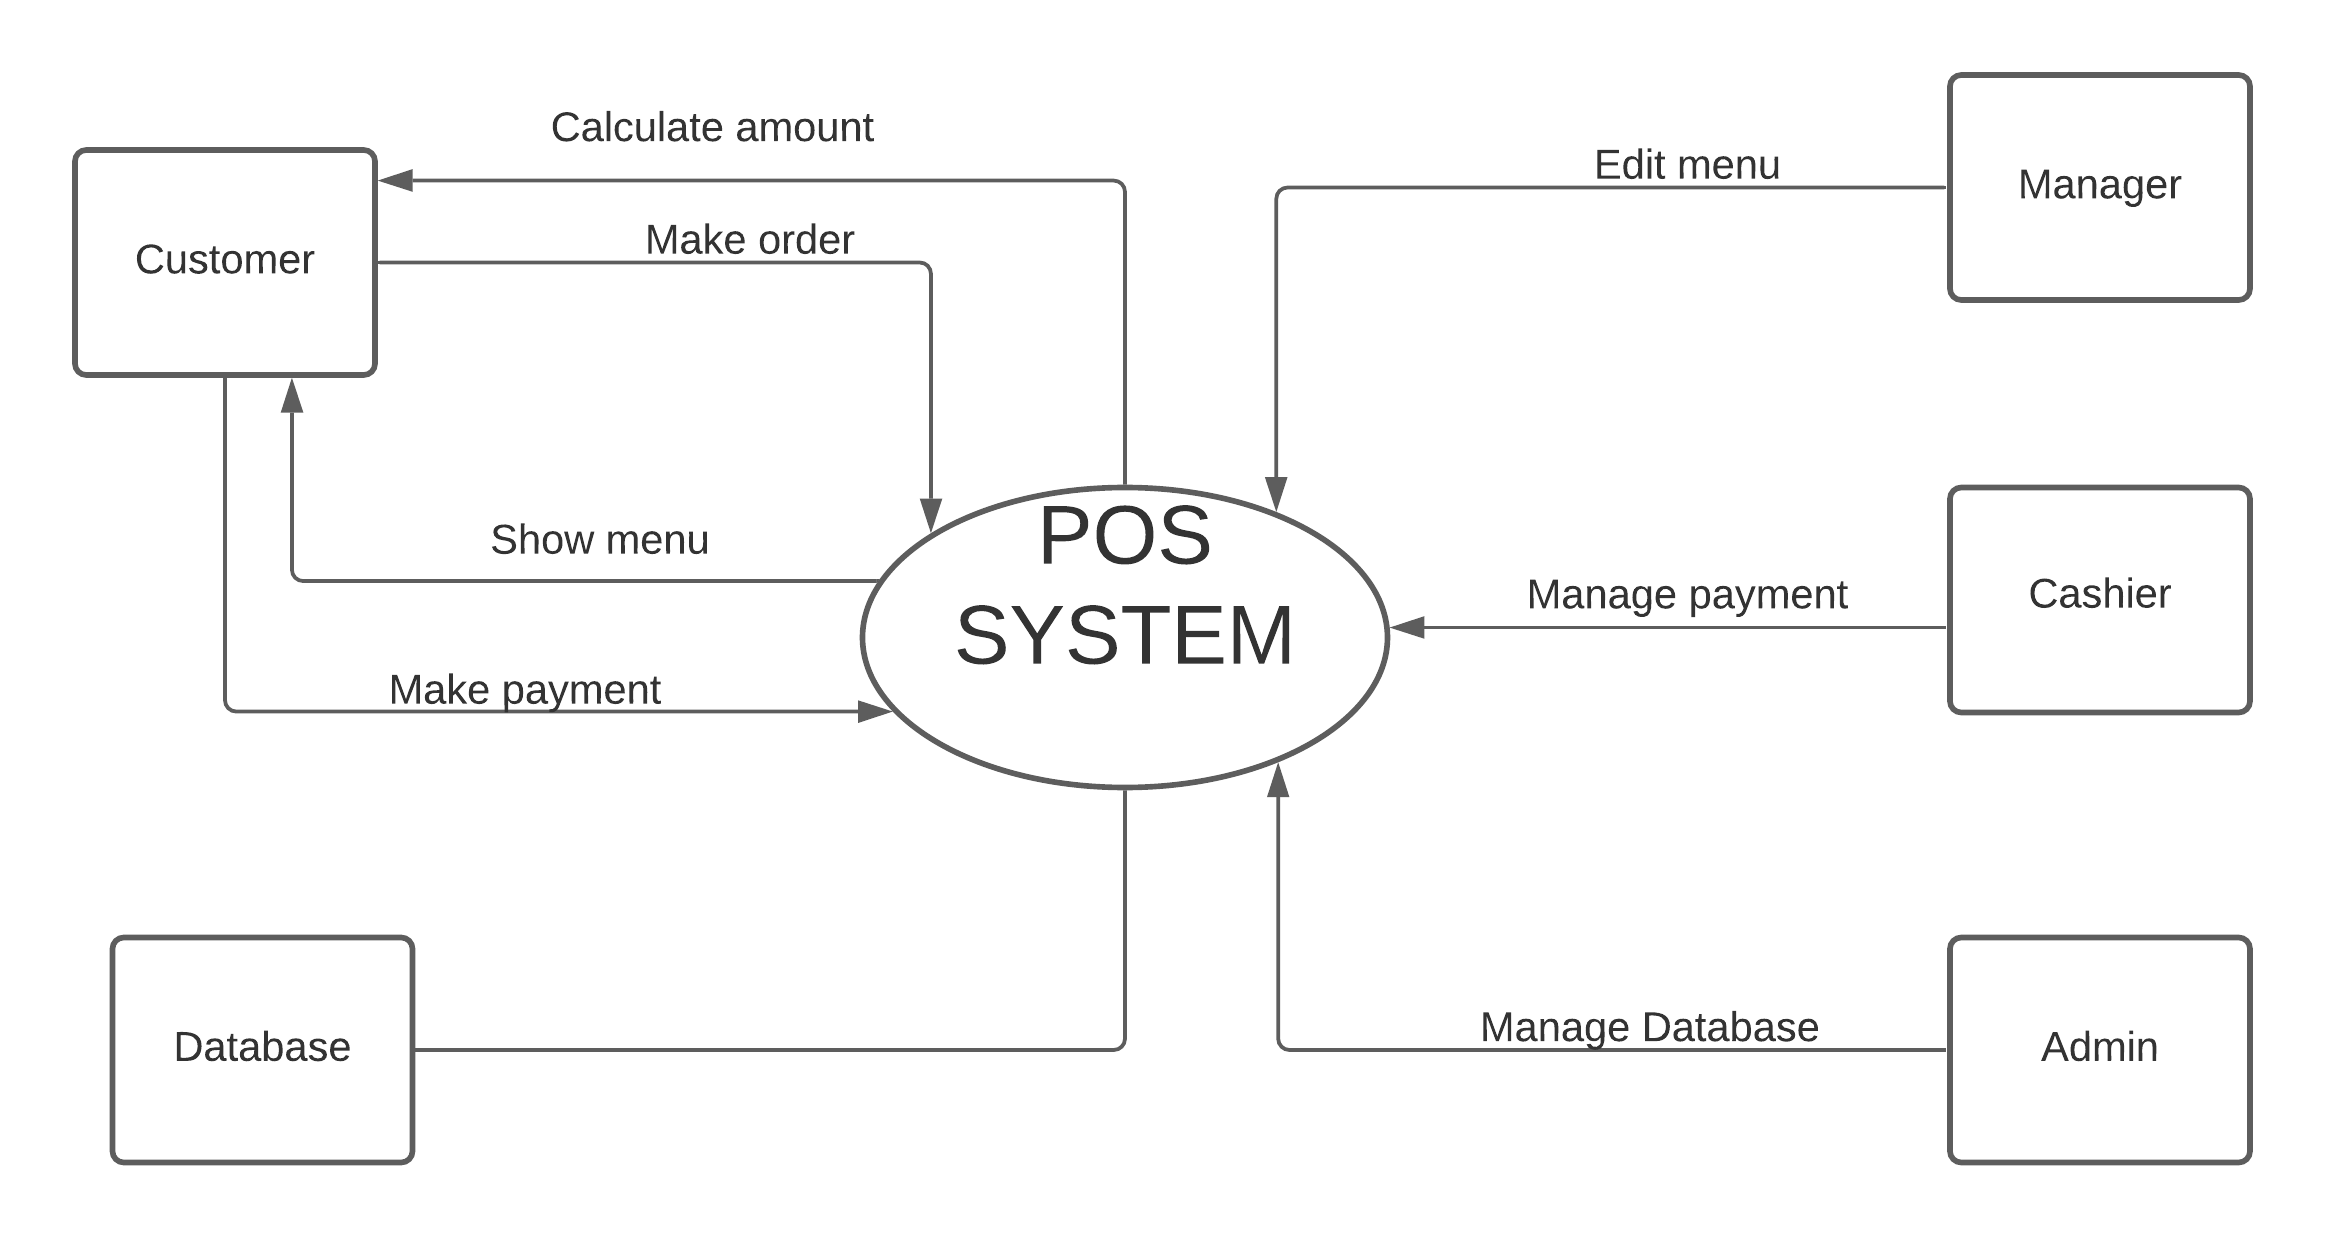 Calculate amount
Edit menu
Manager
Make order
Customer
Show menu
POS
SYSTEM
Manage payment
Cashier
Make payment
Manage Database
Database
Admin